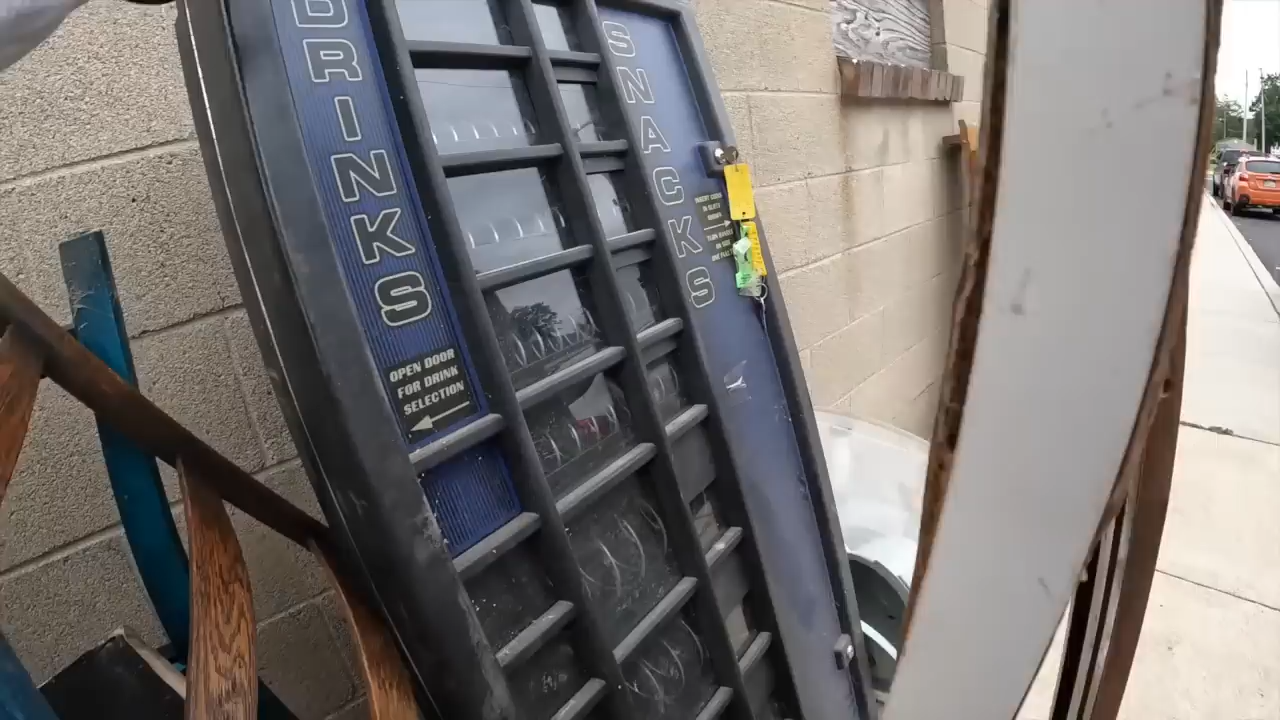 DRINKS
OPEN DOOR
FOR DRINK
SELECTION
SNACKS